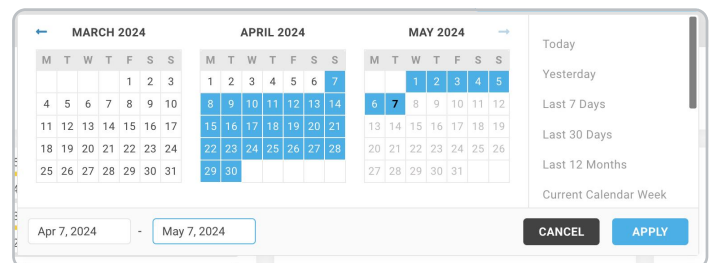 ← MARCH 2024
M T W T F S S
1 2 3
4 5 6 7 8 9 10
11 12 13 14 15 16 17
18 19 20 21 22 23 24
25 26 27 28 29 30 31
APRIL 2024
M T W T F S S
1 2 3 4 5 6 7
8 9 10 11 12 13 14
15 16 17 18 19 20 21
22 23 24 25 26 27 28
29 30
MAY 2024 →
M T W T F S S
1 2 3 4 5
6 7 8 9 10 11 12
13 14 15 16 17 18 19
20 21 22 23 24 25 26
27 28 29 30 31
Today
Yesterday
Last 7 Days
Last 30 Days
Last 12 Months
Current Calendar Week
Apr 7, 2024 - May 7, 2024
CANCEL APPLY